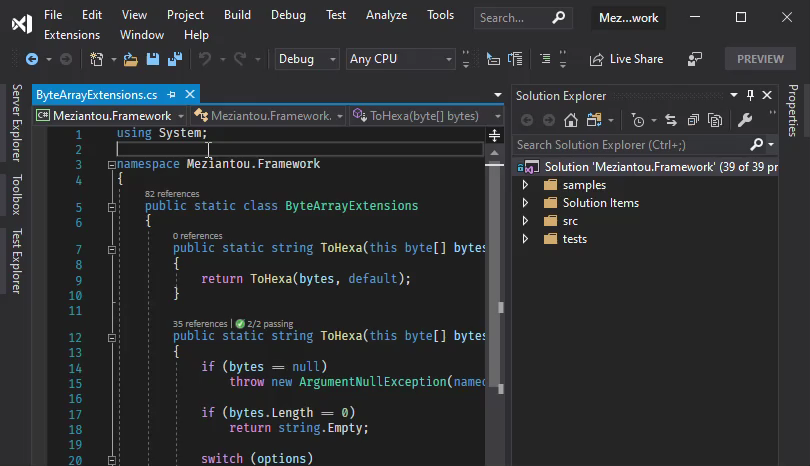 File Edit View Project Build Debug Test Analyze Tools
Extensions Window Help
Search...
Mez...work
Debug Any CPU
Live Share
PREVIEW
Server Explorer
Toolbox
Test Explorer
ByteArrayExtensions.cs
Meziantou.Framework Meziantou.Framework. ToHexa(byte[] bytes)
1 using System;
2
3 namespace Meziantou.Framework
4 {
82 references
5 public static class ByteArrayExtensions
6 {
0 references
7 public static string ToHexa(this byte[] bytes
8 {
9 return ToHexa(bytes, default);
10 }
11
35 references | 2/2 passing
12 public static string ToHexa(this byte[] bytes
13 {
14 if (bytes == null)
15 throw new ArgumentNullException(named
16
17 if (bytes.Length == 0)
18 return string.Empty;
19
20 switch (options)
Solution Explorer
Search Solution Explorer (Ctrl+;)
Solution 'Meziantou.Framework' (39 of 39 pr
samples
Solution Items
src
tests
Properties